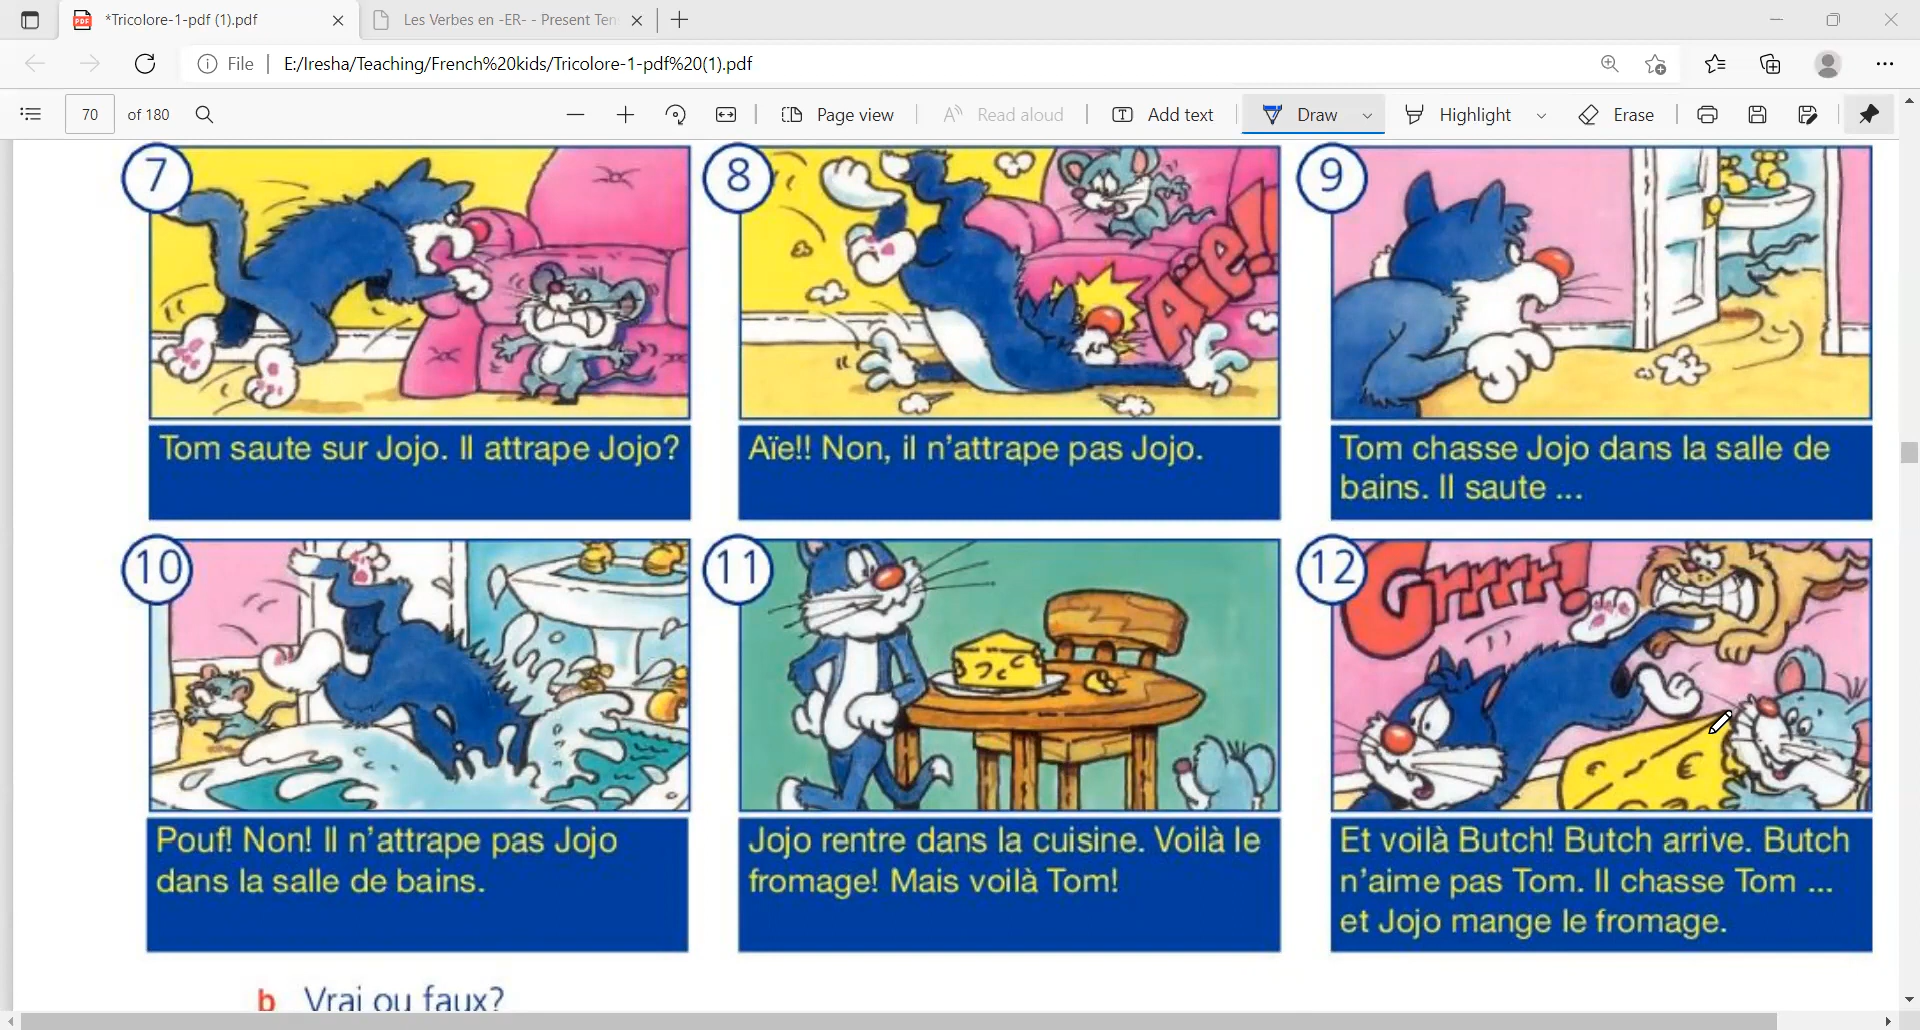 *Tricolore-1-pdf (1).pdf
Les Verbes en -ER- - Present Ten
File
E:/Iresha/Teaching/French%20kids/Tricolore-1-pdf%20(1).pdf
70 of 180
Page view
Read aloud
Add text
Draw
Highlight
Erase
7
8
Aïe!!
9
Tom saute sur Jojo. Il attrape Jojo?
Aïe!! Non, il n'attrape pas Jojo.
Tom chasse Jojo dans la salle de
bains. Il saute ...
10
11
12
Grrrr!
Pouf! Non! Il n'attrape pas Jojo
dans la salle de bains.
Jojo rentre dans la cuisine. Voilà le
fromage! Mais voilà Tom!
Et voilà Butch! Butch arrive. Butch
n'aime pas Tom. Il chasse Tom ...
et Jojo mange le fromage.
b Vrai ou faux?